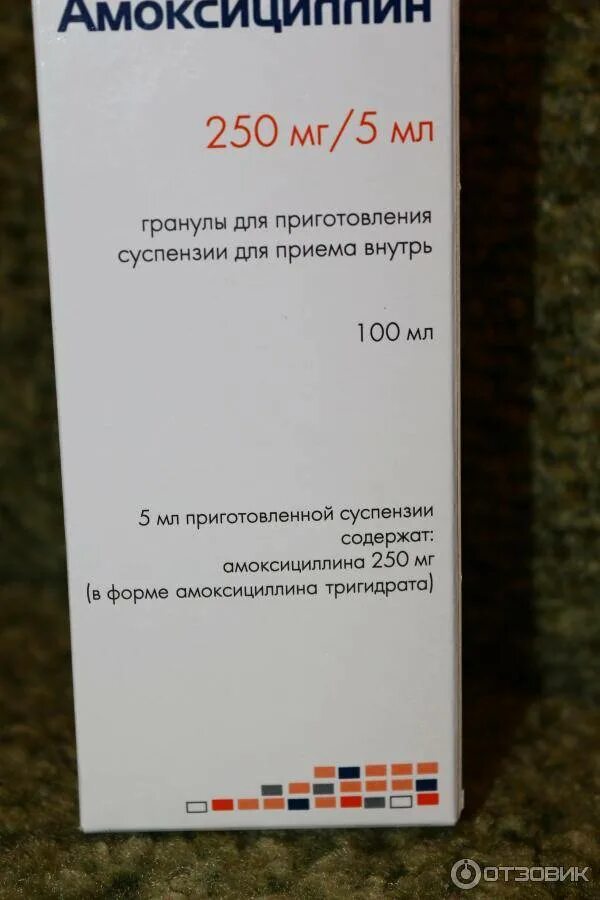 Амоксициллин
250 мг/5 мл
гранулы для приготовления
суспензии для приема внутрь
100 мл
5 мл приготовленной суспензии
содержат:
амоксициллина 250 мг
(в форме амоксициллина тригидрата)
ОТЗОВИК